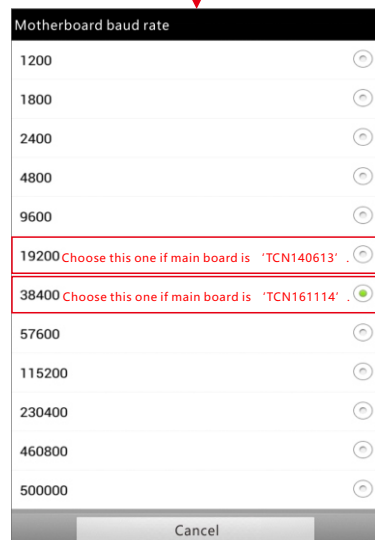 Motherboard baud rate
1200
1800
2400
4800
9600
19200 Choose this one if main board is ‘TCN140613’ .
38400 Choose this one if main board is ‘TCN161114’ .
57600
115200
230400
460800
500000
Cancel